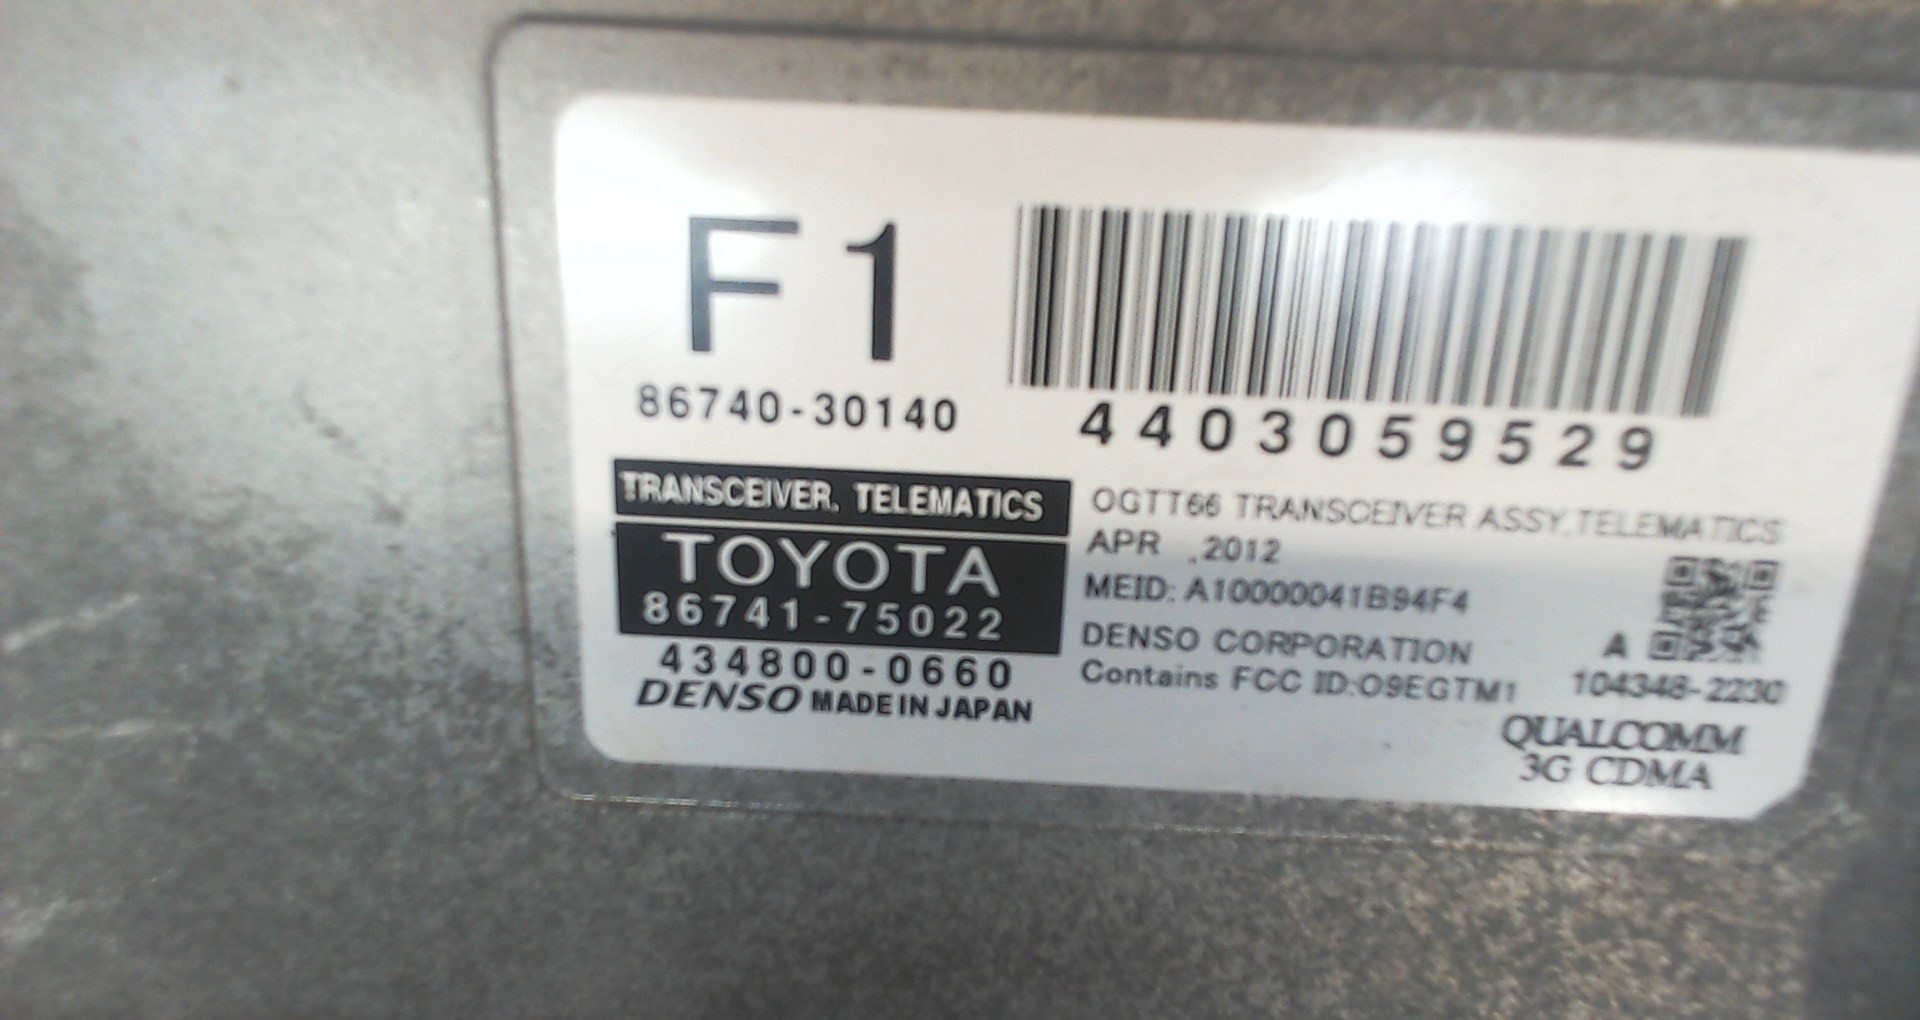 F1
86740-30140
4403059529
TRANSCEIVER, TELEMATICS
TOYOTA
86741-75022
434800-0660
DENSO MADE IN JAPAN
OGTT66 TRANSCEIVER ASSY,TELEMATICS
APR ,2012
MEID: A10000041B94F4
DENSO CORPORATION
A
Contains FCC ID:O9EGTM1
104348-2230
QUALCOMM
3G CDMA